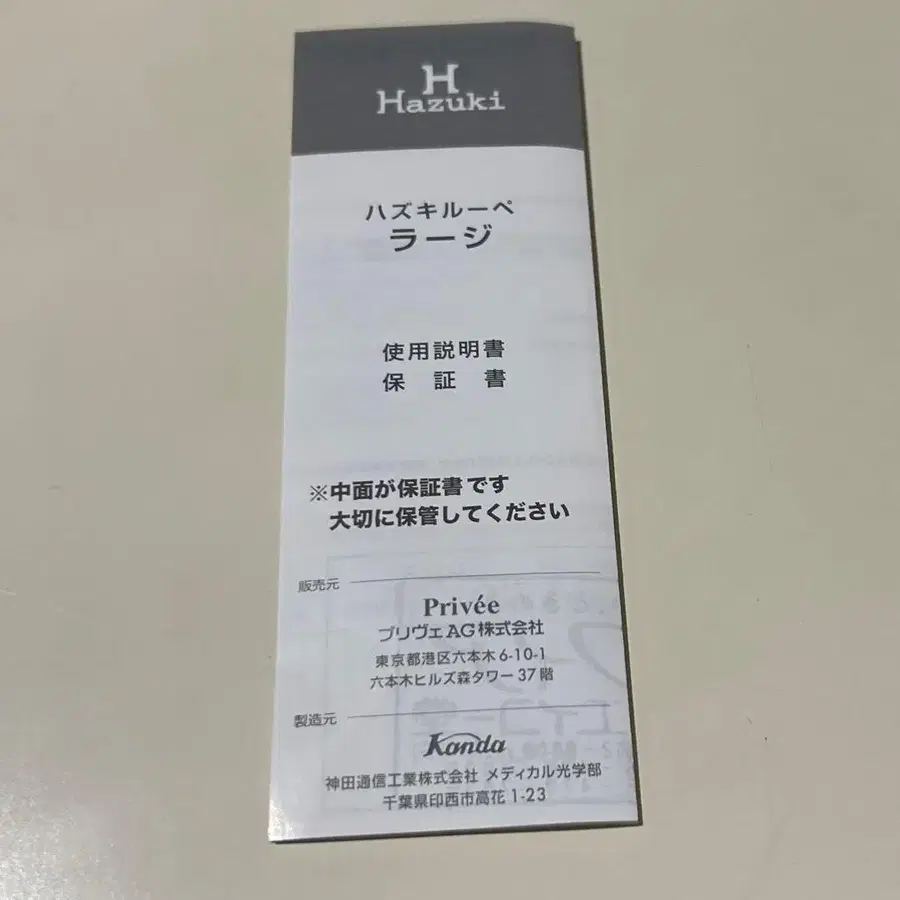 H
Hazuki
ハズキルーペ
ラージ
使用説明書
保証書
※中面が保証書です
大切に保管してください
販売元
Privée
プリヴェAG株式会社
東京都港区六本木6-10-1
六本木ヒルズ森タワー37階
製造元
Kanda
神田通信工業株式会社 メディカル光学部
千葉県印西市高花1-23